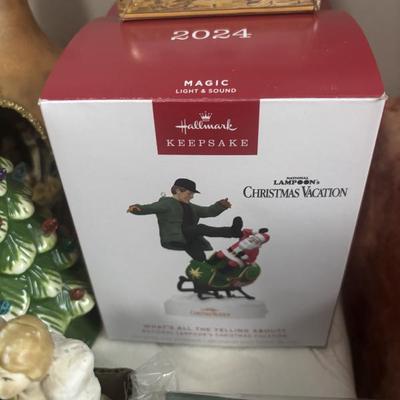 2024
MAGIC
LIGHT & SOUND
Hallmark
KEEPSAKE
NATIONAL
LAMPOON's
CHRISTMAS VACATION
WHAT'S ALL THE YELLING ABOUT?
NATIONAL LAMPOON'S CHRISTMAS VACATION